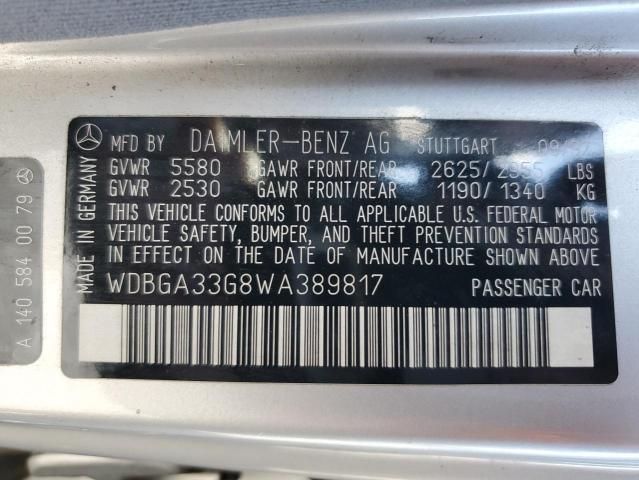 MFD BY DAIMLER-BENZ AG STUTTGART
GVWR 5580 GAWR FRONT/REAR 2625/2955 LBS
GVWR 2530 GAWR FRONT/REAR 1190/1340 KG
THIS VEHICLE CONFORMS TO ALL APPLICABLE U.S. FEDERAL MOTOR
VEHICLE SAFETY, BUMPER, AND THEFT PREVENTION STANDARDS
IN EFFECT ON THE DATE OF MANUFACTURE SHOWN ABOVE
WDBGA33G8WA389817 PASSENGER CAR
MADE IN GERMANY
A 140 584 00 79